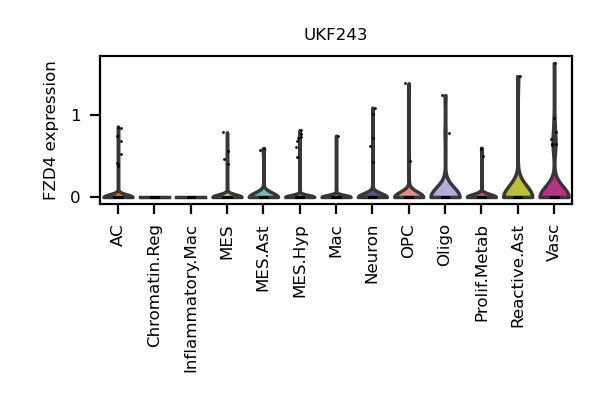 UKF243
FZD4 expression
1
0
AC
Chromatin.Reg
Inflammatory.Mac
MES
MES.Ast
MES.Hyp
Mac
Neuron
OPC
Oligo
Prolif.Metab
Reactive.Ast
Vasc